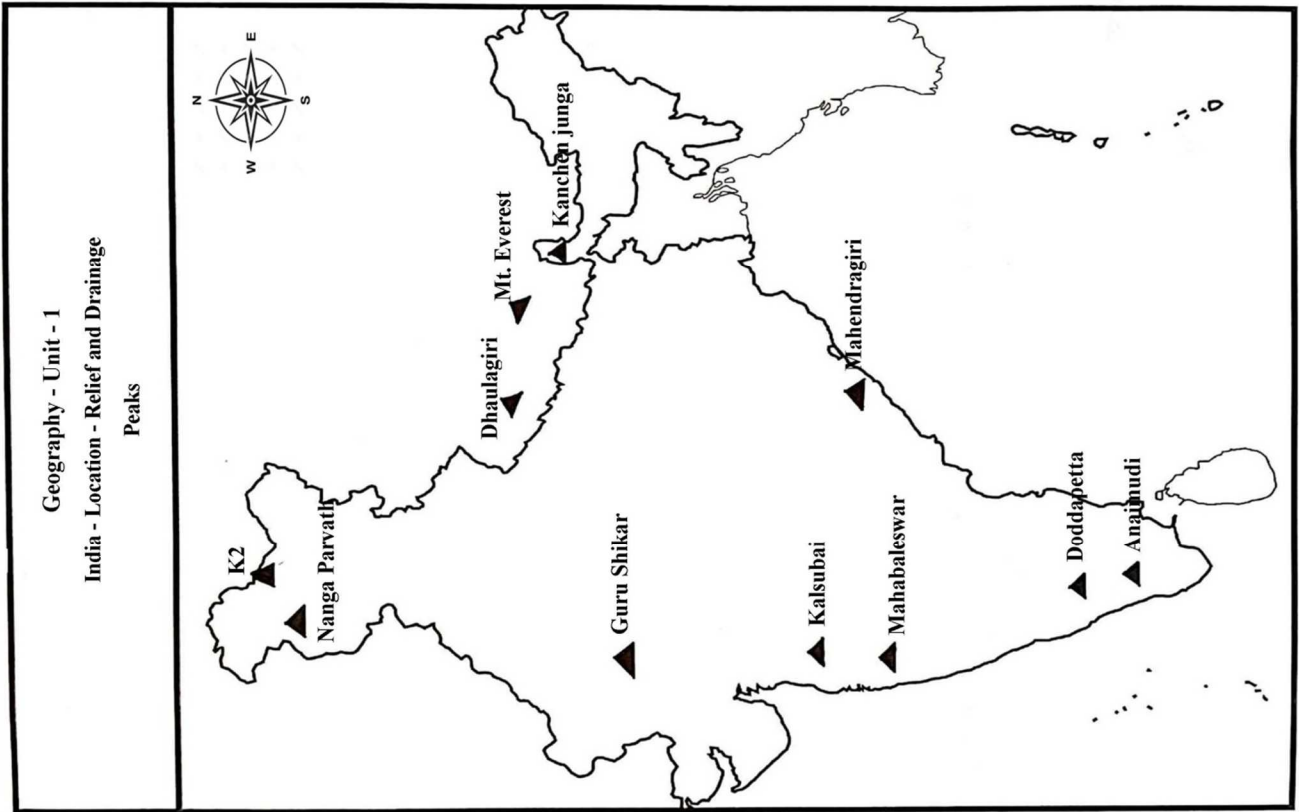 Geography - Unit - 1
India - Location - Relief and Drainage
Peaks
N
W
E
S
K2
Nanga Parvath
Dhaulagiri
Mt. Everest
Kanchen junga
Guru Shikar
Kalsubai
Mahabaleswar
Mahendragiri
Doddapetta
Anaimudi